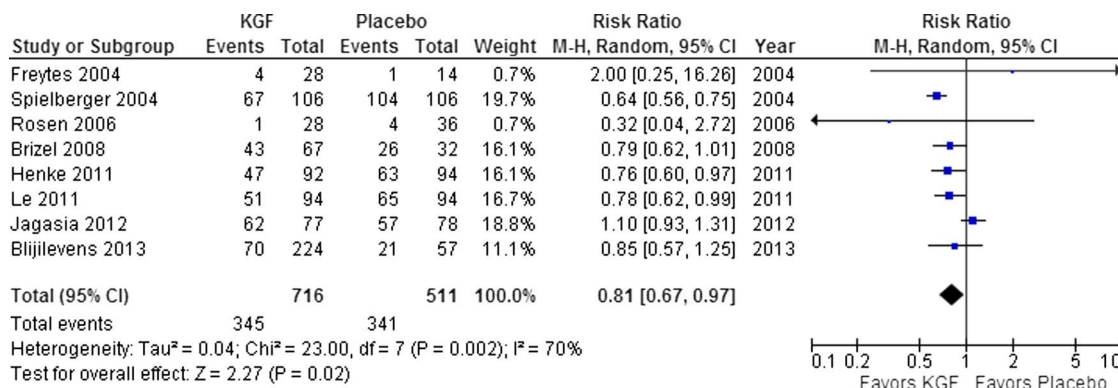 KGF Placebo Risk Ratio Risk Ratio
Study or Subgroup Events Total Events Total Weight M-H, Random, 95% CI Year M-H, Random, 95% CI
Freytes 2004 4 28 1 14 0.7% 2.00 [0.25, 16.26] 2004
Spielberger 2004 67 106 104 106 19.7% 0.64 [0.56, 0.75] 2004
Rosen 2006 1 28 4 36 0.7% 0.32 [0.04, 2.72] 2006
Brizel 2008 43 67 26 32 16.1% 0.79 [0.62, 1.01] 2008
Henke 2011 47 92 63 94 16.1% 0.76 [0.60, 0.97] 2011
Le 2011 51 94 65 94 16.7% 0.78 [0.62, 0.99] 2011
Jagasia 2012 62 77 57 78 18.8% 1.10 [0.93, 1.31] 2012
Blijilevens 2013 70 224 21 57 11.1% 0.85 [0.57, 1.25] 2013
Total (95% CI) 716 511 100.0% 0.81 [0.67, 0.97]
Total events 345 341
Heterogeneity: Tau² = 0.04; Chi² = 23.00, df = 7 (P = 0.002); I² = 70%
Test for overall effect: Z = 2.27 (P = 0.02)
0.1 0.2 1 2 5 10
Favors KGF Favors Placebo